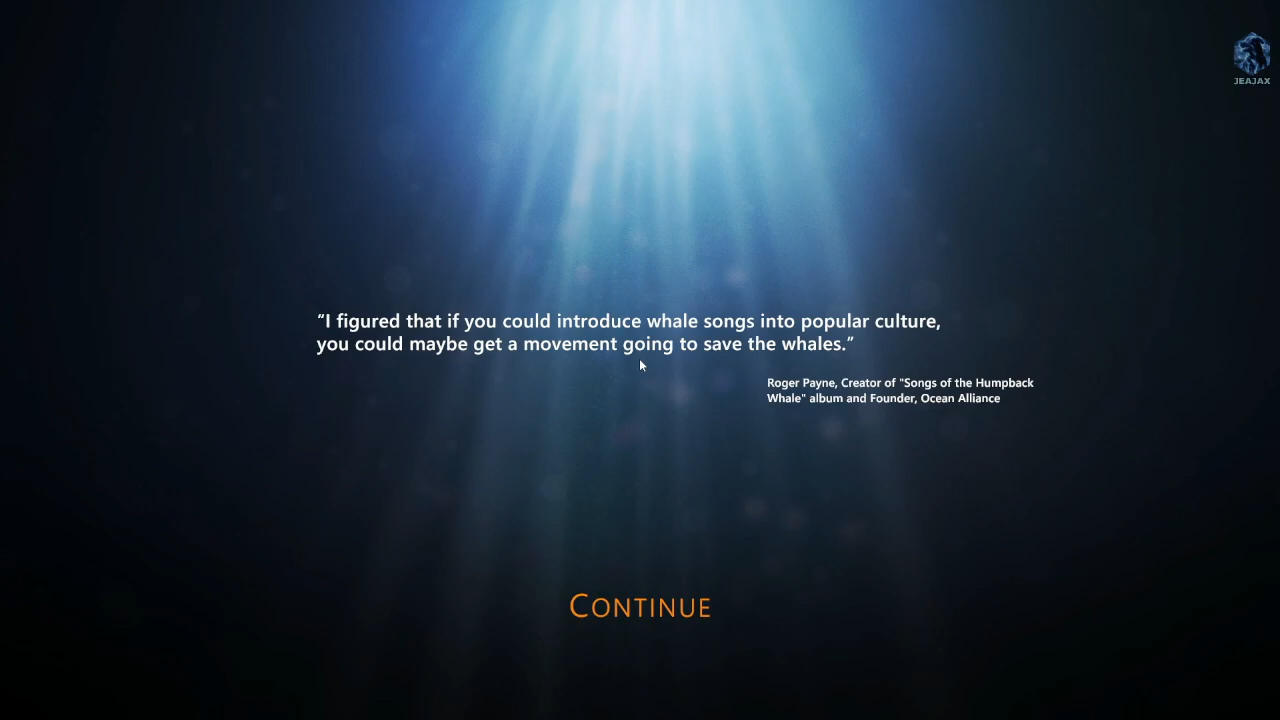 JEAJAX
“I figured that if you could introduce whale songs into popular culture,
you could maybe get a movement going to save the whales.”
Roger Payne, Creator of "Songs of the Humpback
Whale" album and Founder, Ocean Alliance
CONTINUE